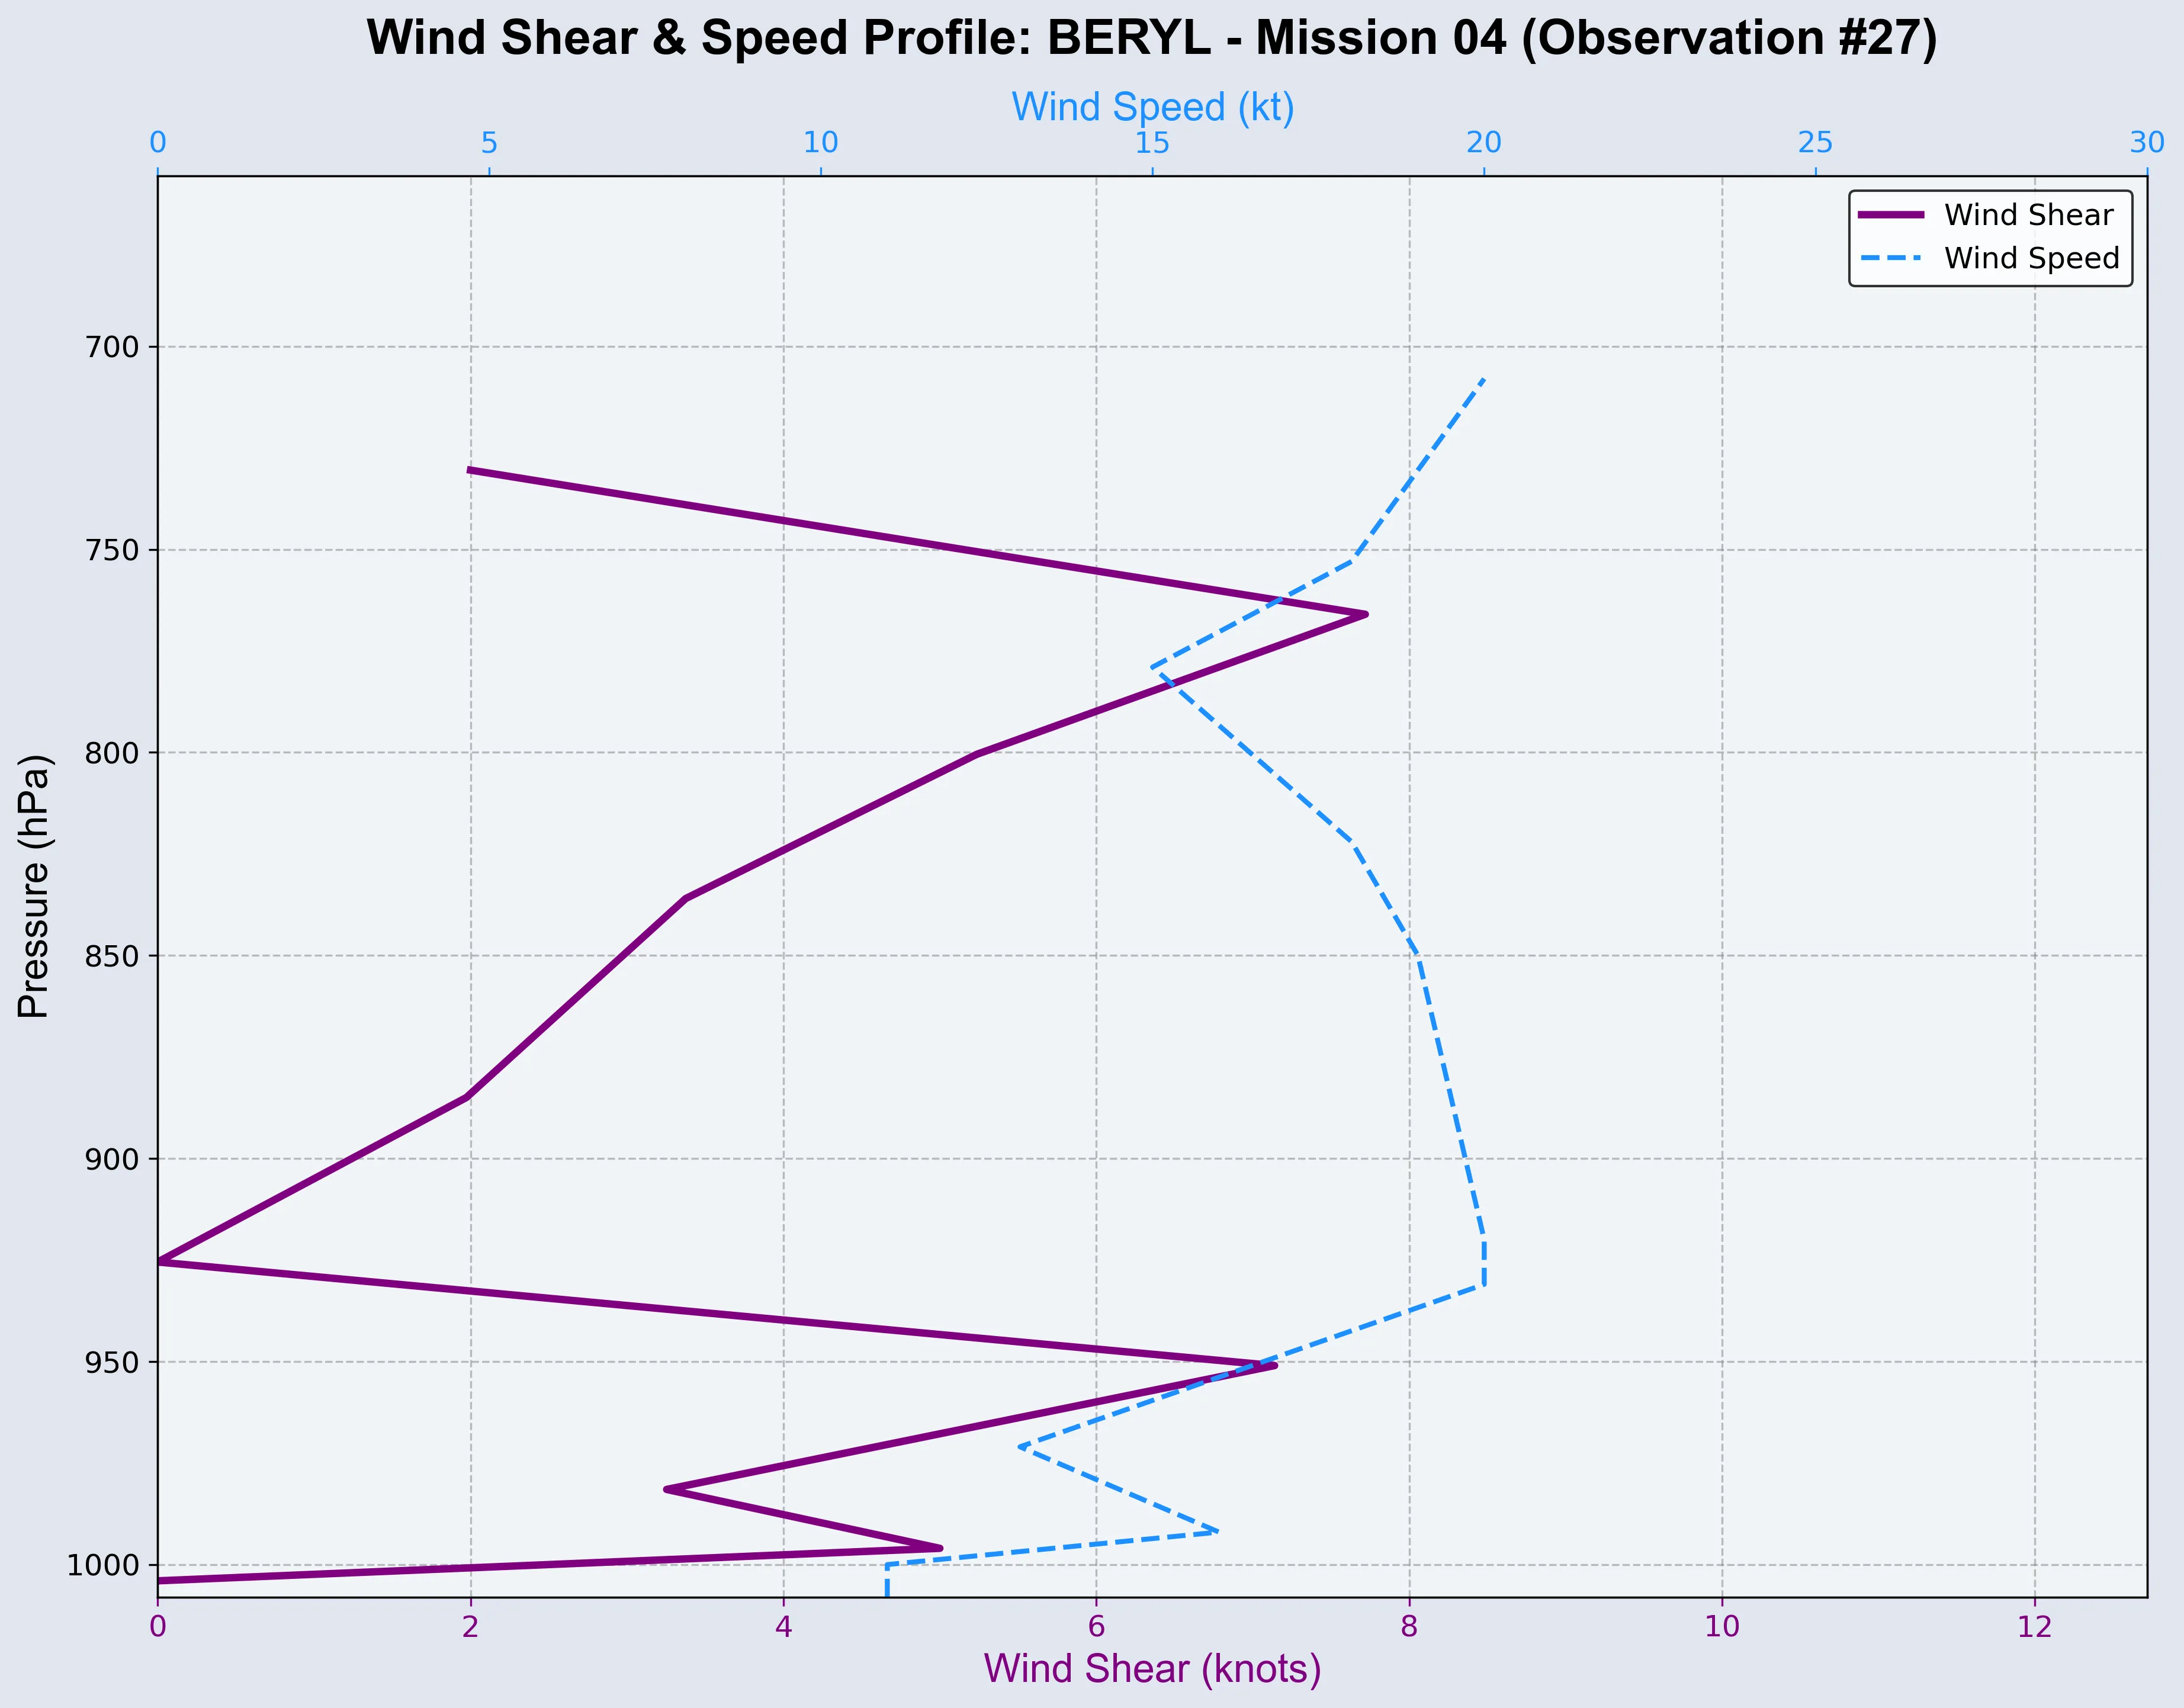 Wind Shear & Speed Profile: BERYL - Mission 04 (Observation #27)
Wind Speed (kt)
0 5 10 15 20 25 30
Wind Shear
Wind Speed
700
750
800
850
900
950
1000
Pressure (hPa)
0 2 4 6 8 10 12
Wind Shear (knots)